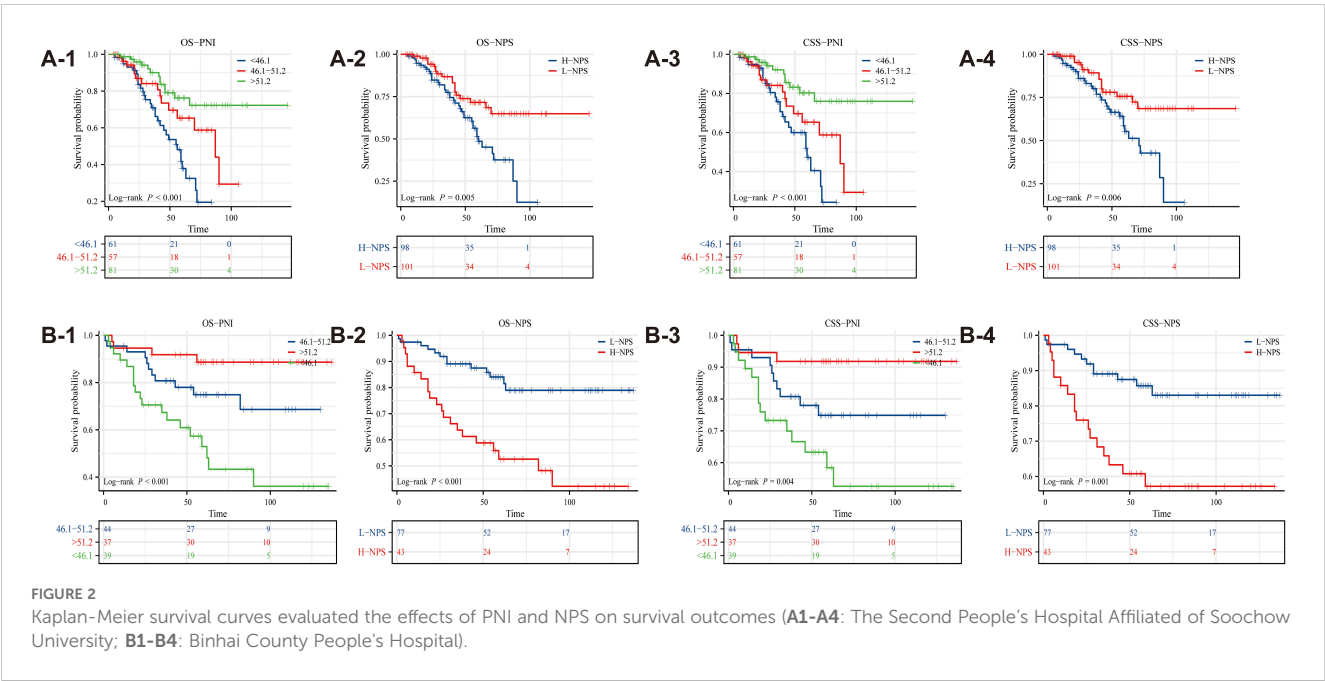 A-1
OS−PNI
Survival probability
1.0
0.8
0.6
0.4
0.2
<46.1
46.1−51.2
>51.2
Log−rank P < 0.001
0 50 100
Time
<46.1 61 21 0
46.1−51.2 57 18 1
>51.2 81 30 4
A-2
OS−NPS
Survival probability
1.00
0.75
0.50
0.25
H−NPS
L−NPS
Log−rank P = 0.005
0 50 100
Time
H−NPS 98 35 1
L−NPS 101 34 4
A-3
CSS−PNI
Survival probability
1.0
0.8
0.6
0.4
<46.1
46.1−51.2
>51.2
Log−rank P < 0.001
0 50 100
Time
<46.1 61 21 0
46.1−51.2 57 18 1
>51.2 81 30 4
A-4
CSS−NPS
Survival probability
1.00
0.75
0.50
0.25
H−NPS
L−NPS
Log−rank P = 0.006
0 50 100
Time
H−NPS 98 35 1
L−NPS 101 34 4
B-1
OS−PNI
Survival probability
1.0
0.8
0.6
0.4
46.1−51.2
>51.2
<46.1
Log−rank P < 0.001
0 50 100
Time
46.1−51.2 44 27 9
>51.2 37 30 10
<46.1 39 19 5
B-2
OS−NPS
Survival probability
1.0
0.9
0.8
0.7
0.6
0.5
L−NPS
H−NPS
Log−rank P < 0.001
0 50 100
Time
L−NPS 77 52 17
H−NPS 43 24 7
B-3
CSS−PNI
Survival probability
1.0
0.9
0.8
0.7
0.6
46.1−51.2
>51.2
<46.1
Log−rank P = 0.004
0 50 100
Time
46.1−51.2 44 27 9
>51.2 37 30 10
<46.1 39 19 5
B-4
CSS−NPS
Survival probability
1.0
0.9
0.8
0.7
0.6
L−NPS
H−NPS
Log−rank P = 0.001
0 50 100
Time
L−NPS 77 52 17
H−NPS 43 24 7
FIGURE 2
Kaplan-Meier survival curves evaluated the effects of PNI and NPS on survival outcomes (A1-A4: The Second People’s Hospital Affiliated of Soochow
University; B1-B4: Binhai County People's Hospital).